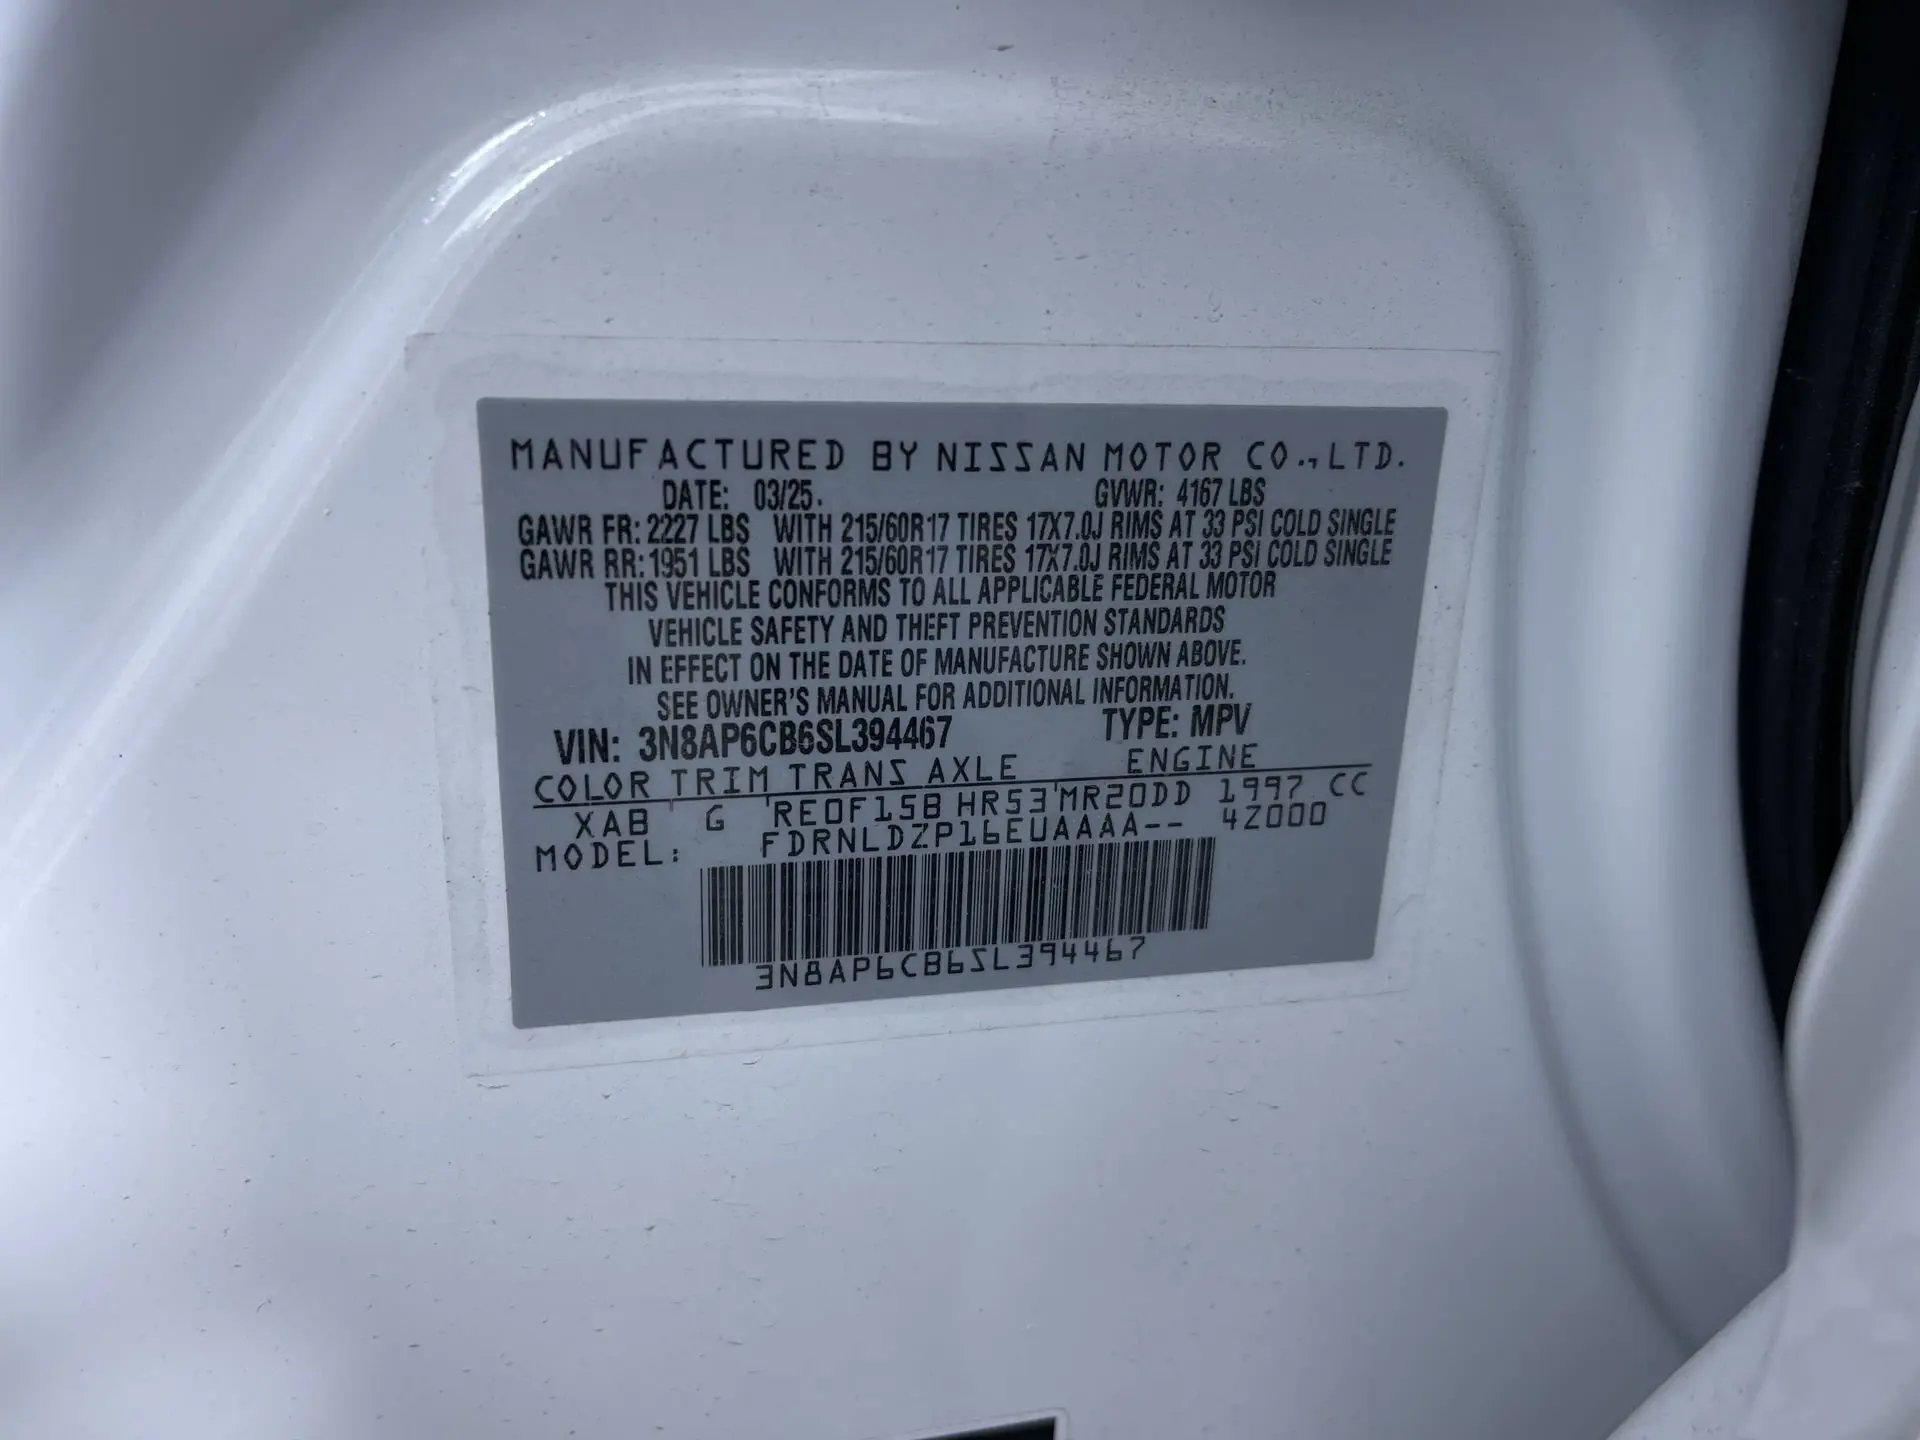 MANUFACTURED BY NISSAN MOTOR CO.,LTD.
DATE: 03/25. GVWR: 4167 LBS
GAWR FR: 2227 LBS WITH 215/60R17 TIRES 17X7.0J RIMS AT 33 PSI COLD SINGLE
GAWR RR: 1951 LBS WITH 215/60R17 TIRES 17X7.0J RIMS AT 33 PSI COLD SINGLE
THIS VEHICLE CONFORMS TO ALL APPLICABLE FEDERAL MOTOR
VEHICLE SAFETY AND THEFT PREVENTION STANDARDS
IN EFFECT ON THE DATE OF MANUFACTURE SHOWN ABOVE.
SEE OWNER'S MANUAL FOR ADDITIONAL INFORMATION.
VIN: 3N8AP6CB6SL394467 TYPE: MPV
COLOR TRIM TRANS AXLE ENGINE
XAB G RE0F15B HR53 MR20DD 1997 CC
MODEL: FDRNLDZP16EUAAAA-- 4Z000
3N8AP6CB6SL394467